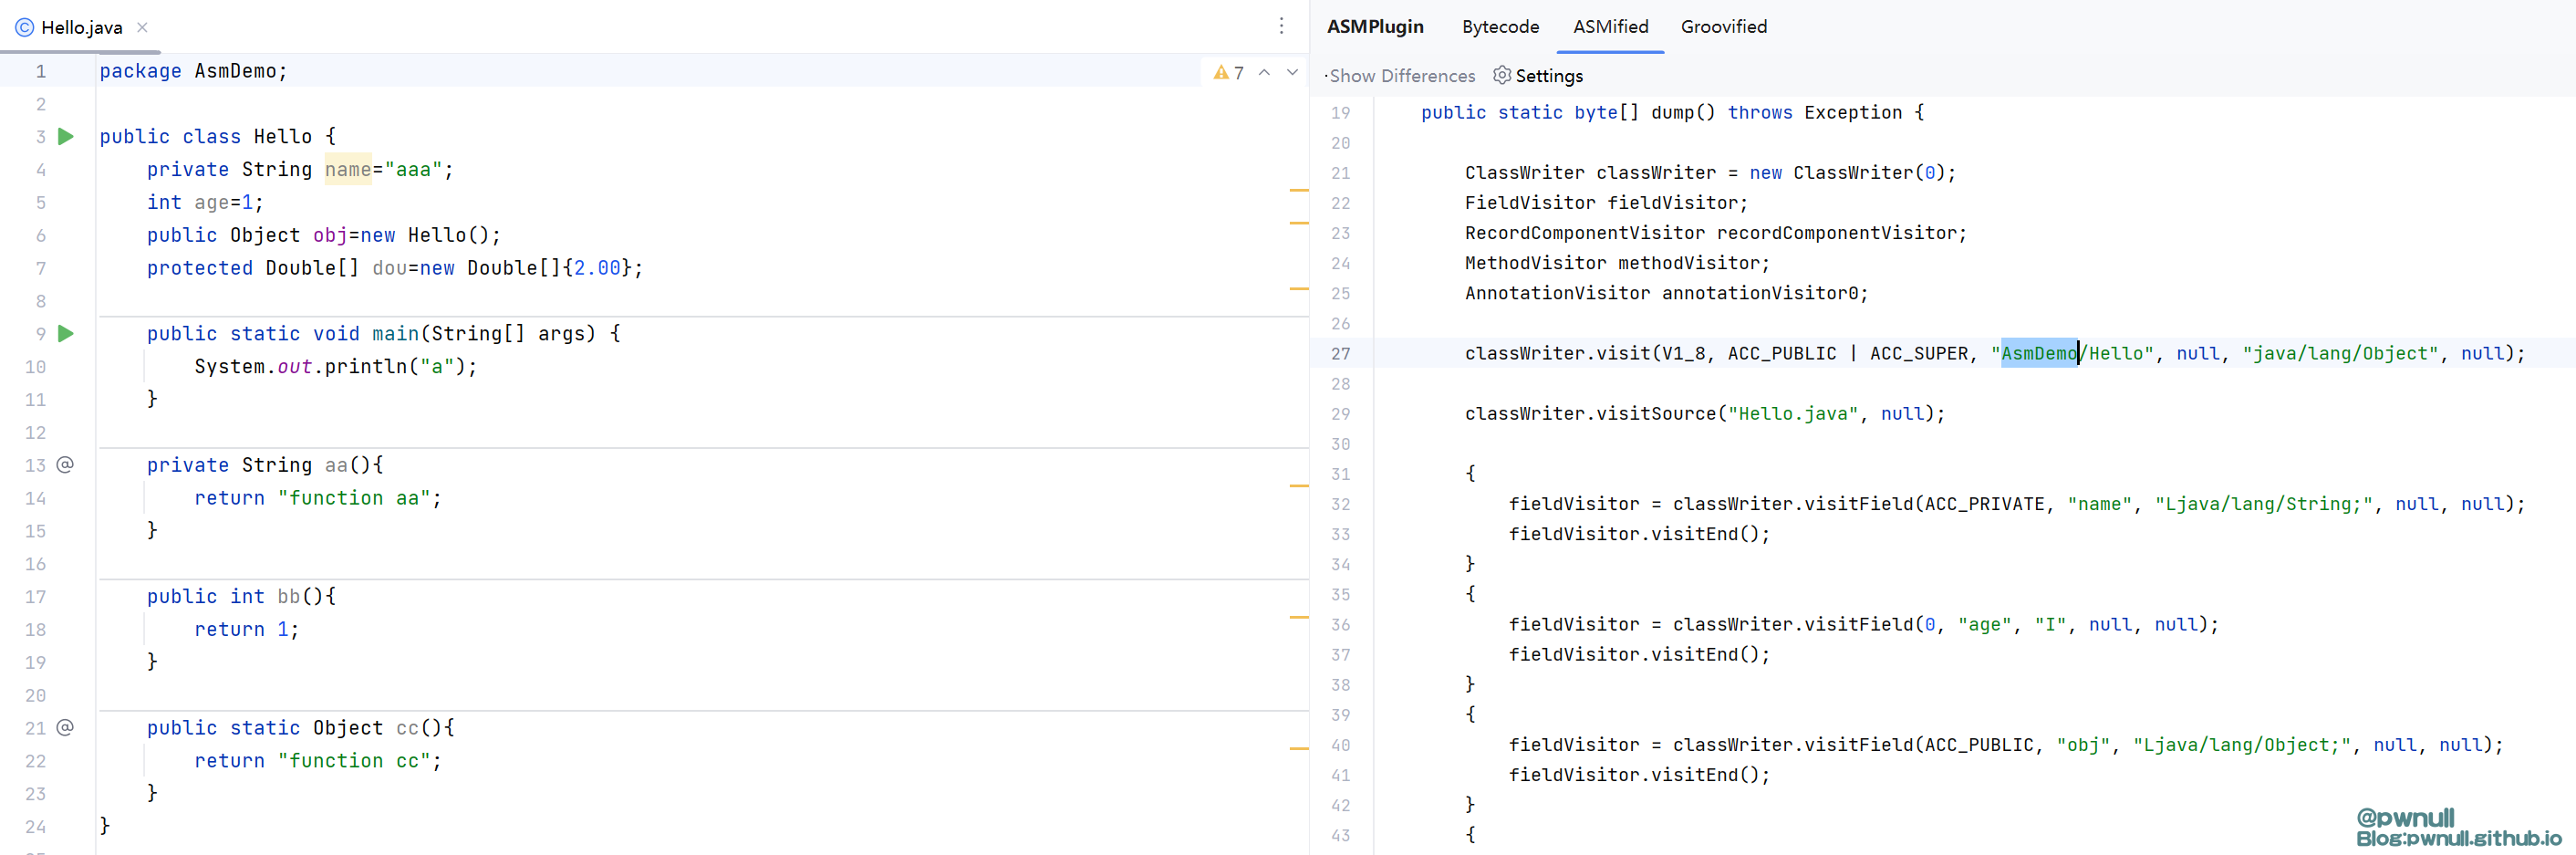 Hello.java
1 package AsmDemo;
7
2
3 public class Hello {
4 private String name="aaa";
5 int age=1;
6 public Object obj=new Hello();
7 protected Double[] dou=new Double[]{2.00};
8
9 public static void main(String[] args) {
10 System.out.println("a");
11 }
12
13 @ private String aa(){
14 return "function aa";
15 }
16
17 public int bb(){
18 return 1;
19 }
20
21 @ public static Object cc(){
22 return "function cc";
23 }
24 }
ASMPlugin Bytecode ASMified Groovified
Show Differences Settings
19 public static byte[] dump() throws Exception {
20
21 ClassWriter classWriter = new ClassWriter(0);
22 FieldVisitor fieldVisitor;
23 RecordComponentVisitor recordComponentVisitor;
24 MethodVisitor methodVisitor;
25 AnnotationVisitor annotationVisitor0;
26
27 classWriter.visit(V1_8, ACC_PUBLIC | ACC_SUPER, "AsmDemo/Hello", null, "java/lang/Object", null);
28
29 classWriter.visitSource("Hello.java", null);
30
31 {
32 fieldVisitor = classWriter.visitField(ACC_PRIVATE, "name", "Ljava/lang/String;", null, null);
33 fieldVisitor.visitEnd();
34 }
35 {
36 fieldVisitor = classWriter.visitField(0, "age", "I", null, null);
37 fieldVisitor.visitEnd();
38 }
39 {
40 fieldVisitor = classWriter.visitField(ACC_PUBLIC, "obj", "Ljava/lang/Object;", null, null);
41 fieldVisitor.visitEnd();
42 }
43 {
@pwnull
Blog:pwnull.github.io